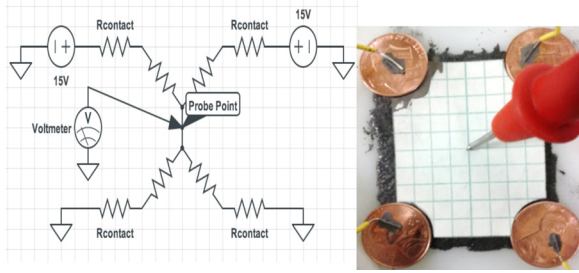 Rcontact
Rcontact
15V
15V
Probe Point
V
Voltmeter
Rcontact
Rcontact